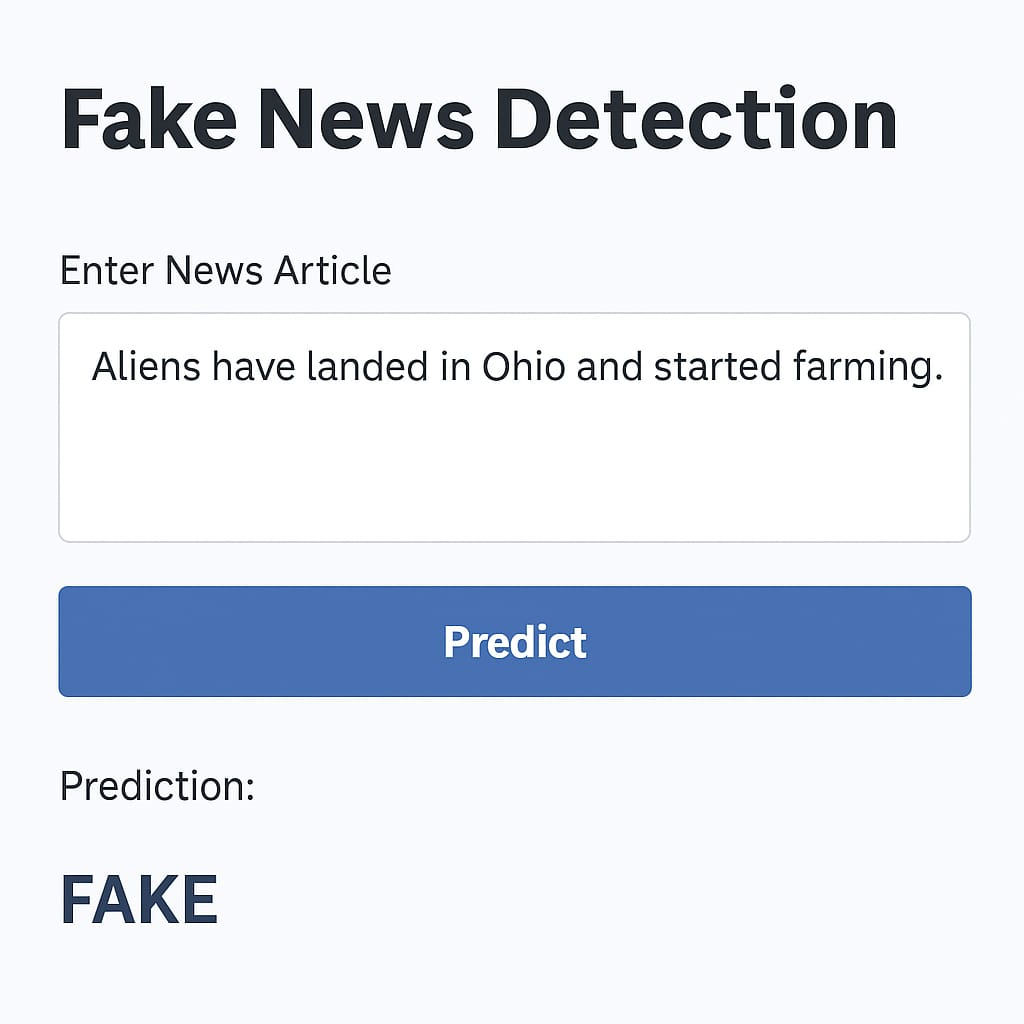 Fake News Detection
Enter News Article
Aliens have landed in Ohio and started farming.
Predict
Prediction:
FAKE